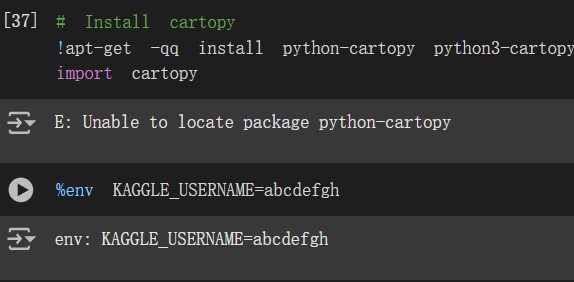 [37] # Install cartopy
!apt-get -qq install python-cartopy python3-cartopy
import cartopy
E: Unable to locate package python-cartopy
%env KAGGLE_USERNAME=abcdefgh
env: KAGGLE_USERNAME=abcdefgh